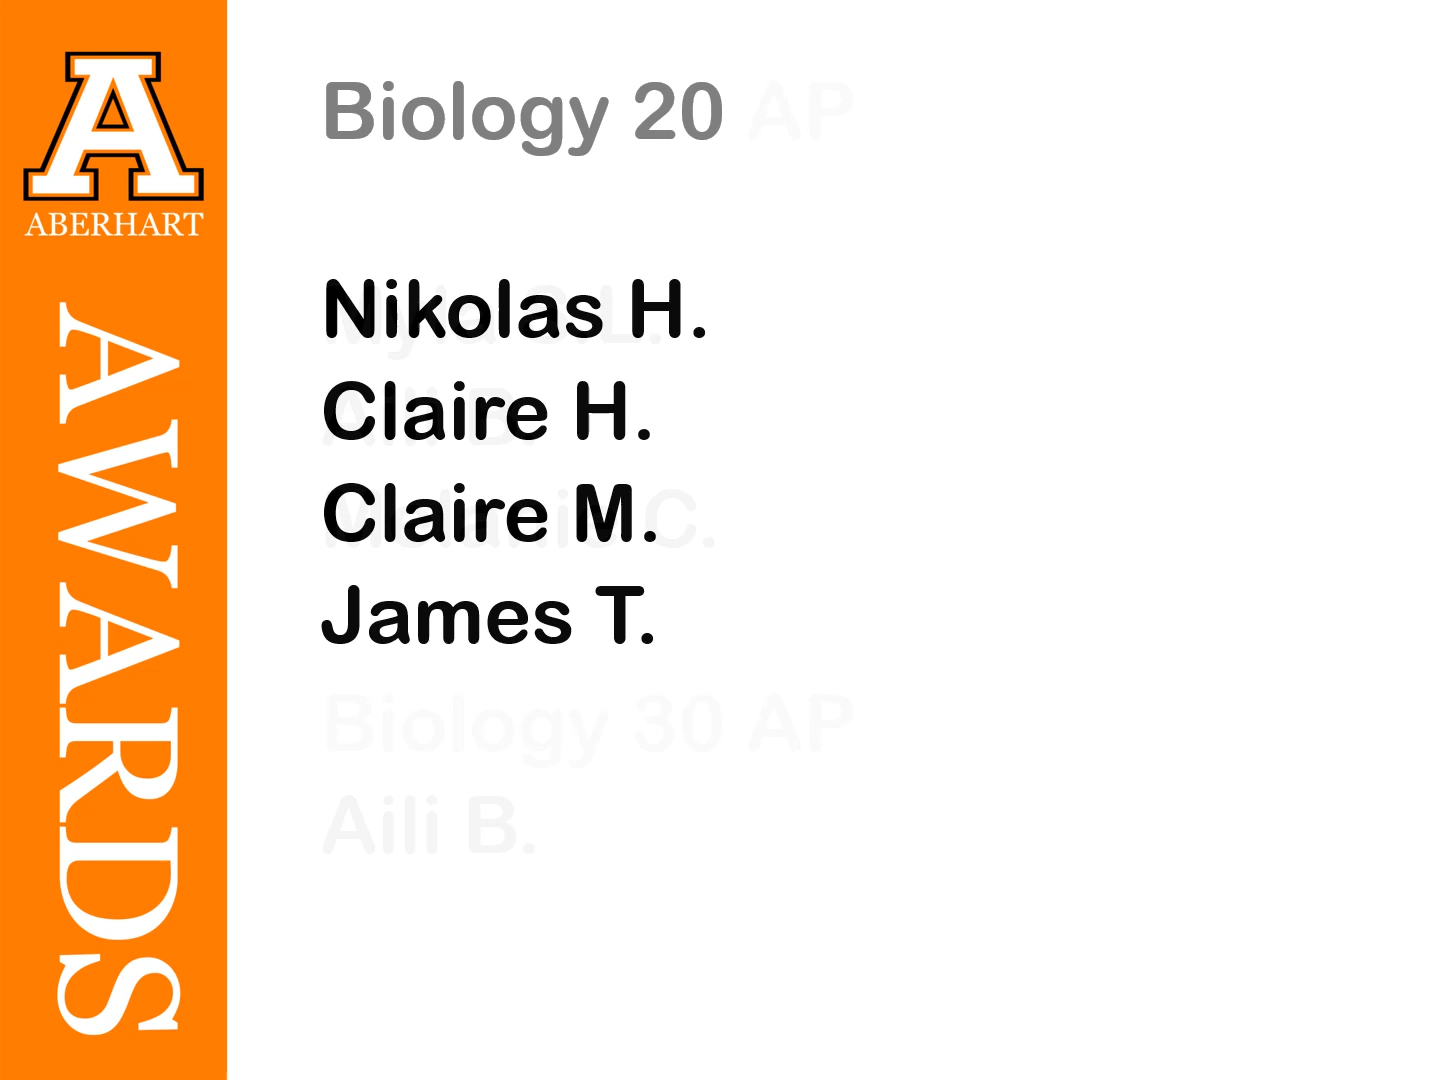 A
ABERHART
AWARDS
Biology 20 AP
Nikolas H.
Claire H.
Claire M.
James T.
Biology 30 AP
Aili B.